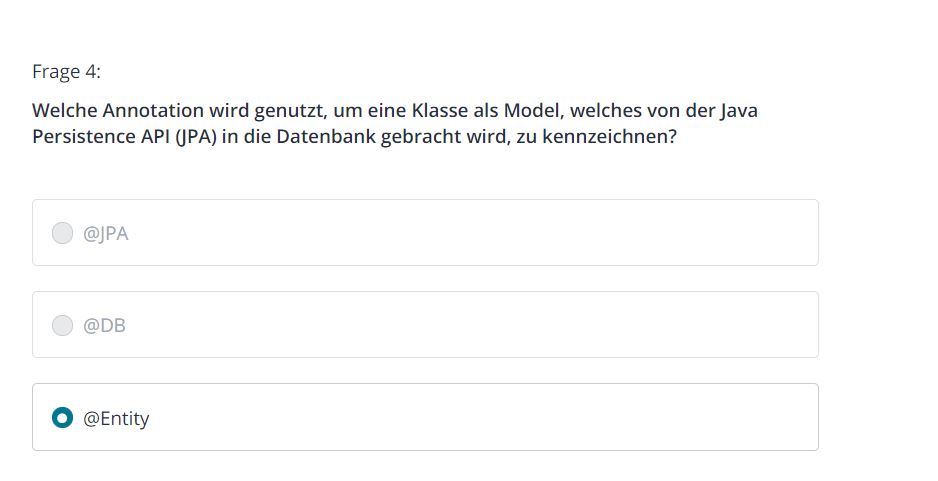 Frage 4:
Welche Annotation wird genutzt, um eine Klasse als Model, welches von der Java
Persistence API (JPA) in die Datenbank gebracht wird, zu kennzeichnen?
@JPA
@DB
@Entity